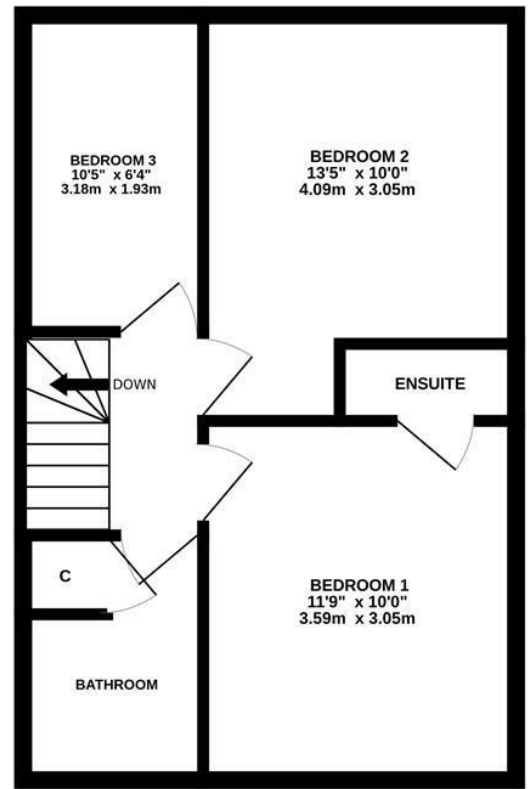 BEDROOM 3
10'5" x 6'4"
3.18m x 1.93m
BEDROOM 2
13'5" x 10'0"
4.09m x 3.05m
DOWN
ENSUITE
C
BEDROOM 1
11'9" x 10'0"
3.59m x 3.05m
BATHROOM